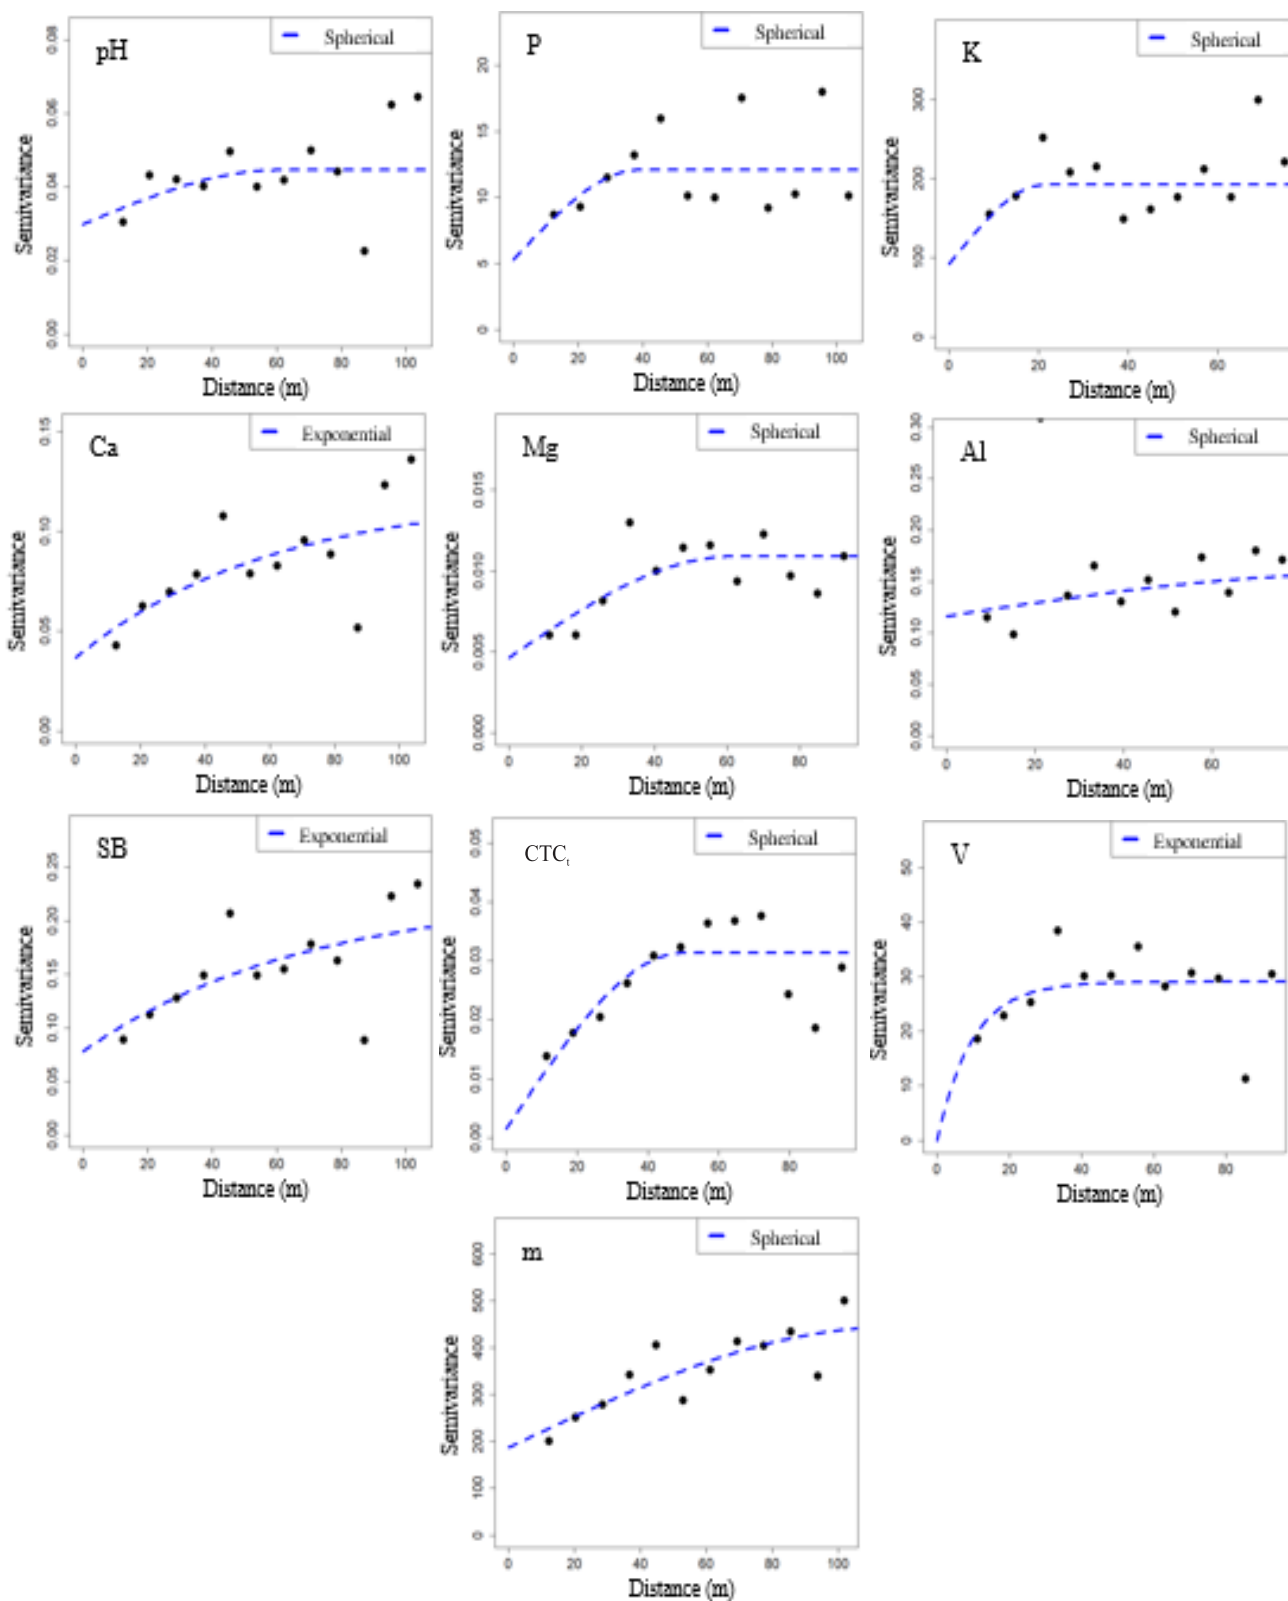 pH
Spherical
Semivariance
0.00 0.02 0.04 0.06 0.08
0 20 40 60 80 100
Distance (m)
P
Spherical
Semivariance
0 5 10 15 20
0 20 40 60 80 100
Distance (m)
K
Spherical
Semivariance
0 100 200 300
0 20 40 60
Distance (m)
Ca
Exponential
Semivariance
0.00 0.05 0.10 0.15
0 20 40 60 80 100
Distance (m)
Mg
Spherical
Semivariance
0.000 0.005 0.010 0.015
0 20 40 60 80
Distance (m)
Al
Spherical
Semivariance
0.00 0.05 0.10 0.15 0.20 0.25 0.30
0 20 40 60
Distance (m)
SB
Exponential
Semivariance
0.00 0.05 0.10 0.15 0.20 0.25
0 20 40 60 80 100
Distance (m)
CTCt
Spherical
Semivariance
0.00 0.01 0.02 0.03 0.04 0.05
0 20 40 60 80
Distance (m)
V
Exponential
Semivariance
0 10 20 30 40 50
0 20 40 60 80
Distance (m)
m
Spherical
Semivariance
0 100 200 300 400 500 600
0 20 40 60 80 100
Distance (m)